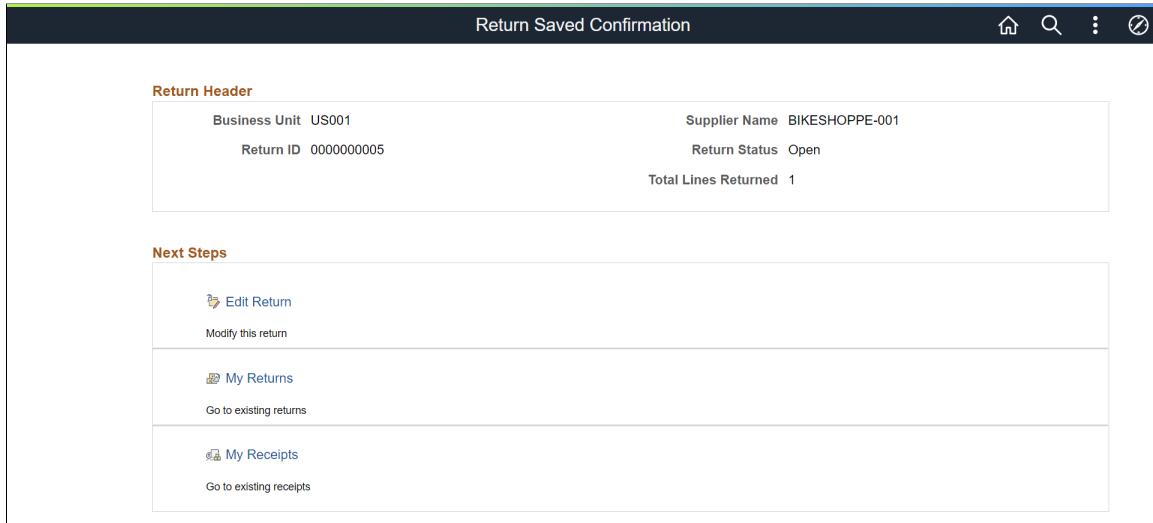 Return Saved Confirmation
Return Header
Business Unit US001 Supplier Name BIKESHOPPE-001
Return ID 0000000005 Return Status Open
Total Lines Returned 1
Next Steps
Edit Return
Modify this return
My Returns
Go to existing returns
My Receipts
Go to existing receipts